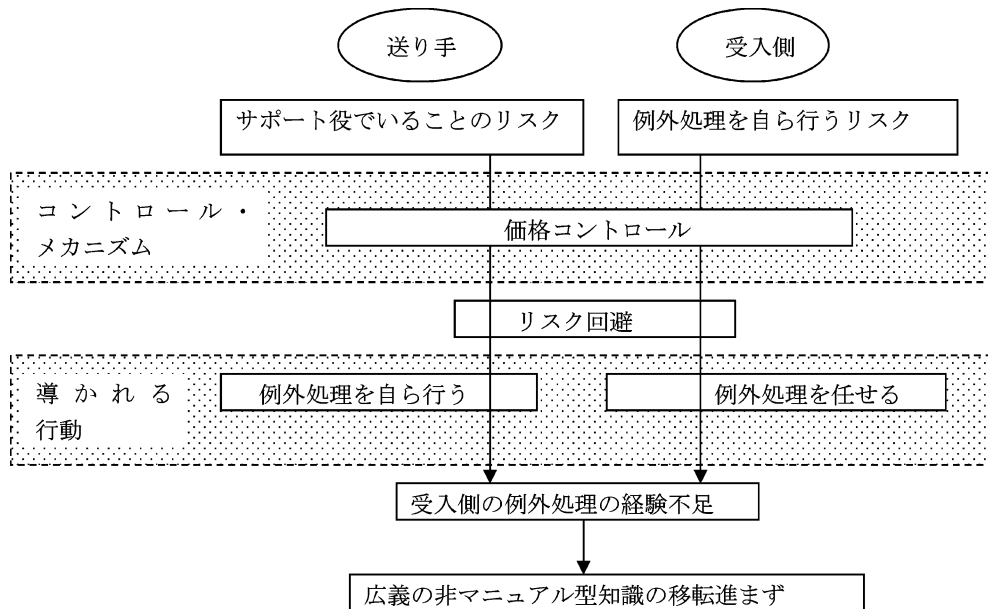 送り手
受入側
サポート役でいることのリスク
例外処理を自ら行うリスク
コントロール・
メカニズム
価格コントロール
リスク回避
導かれる
行動
例外処理を自ら行う
例外処理を任せる
受入側の例外処理の経験不足
広義の非マニュアル型知識の移転進まず